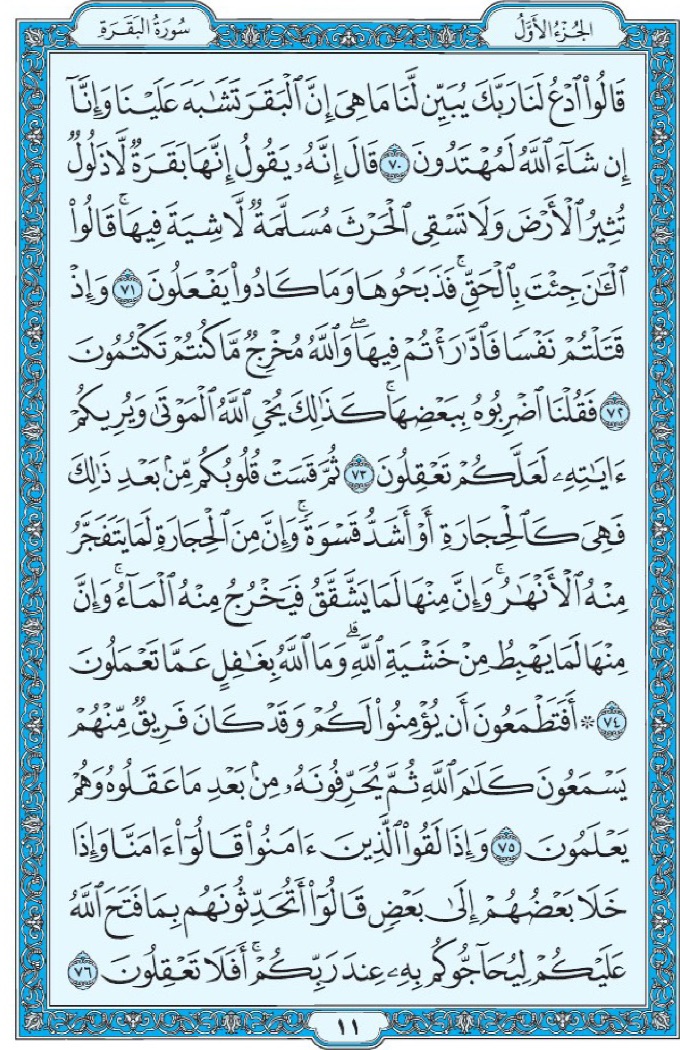 سُورَةُ البَقَرَةِ
الجُزْءُ الأَوَّلُ
قَالُوا۟ ٱدْعُ لَنَا رَبَّكَ يُبَيِّن لَّنَا مَا هِىَ إِنَّ ٱلْبَقَرَ تَشَٰبَهَ عَلَيْنَا وَإِنَّآ
إِن شَآءَ ٱللَّهُ لَمُهْتَدُونَ ٧٠ قَالَ إِنَّهُۥ يَقُولُ إِنَّهَا بَقَرَةٌ لَّا ذَلُولٌ
تُثِيرُ ٱلْأَرْضَ وَلَا تَسْقِى ٱلْحَرْثَ مُسَلَّمَةٌ لَّا شِيَةَ فِيهَا ۚ قَالُوا۟
ٱلْـَٰٔنَ جِئْتَ بِٱلْحَقِّ ۚ فَذَبَحُوهَا وَمَا كَادُوا۟ يَفْعَلُونَ ٧١ وَإِذْ
قَتَلْتُمْ نَفْسًا فَٱدَّٰرَْٰٔتُمْ فِيهَا ۖ وَٱللَّهُ مُخْرِجٌ مَّا كُنتُمْ تَكْتُمُونَ
٧٢ فَقُلْنَا ٱضْرِبُوهُ بِبَعْضِهَا ۚ كَذَٰلِكَ يُحْىِ ٱللَّهُ ٱلْمَوْتَىٰ وَيُرِيكُمْ
ءَايَٰتِهِۦ لَعَلَّكُمْ تَعْقِلُونَ ٧٣ ثُمَّ قَسَتْ قُلُوبُكُم مِّنۢ بَعْدِ ذَٰلِكَ
فَهِىَ كَٱلْحِجَارَةِ أَوْ أَشَدُّ قَسْوَةً ۚ وَإِنَّ مِنَ ٱلْحِجَارَةِ لَمَا يَتَفَجَّرُ
مِنْهُ ٱلْأَنْهَٰرُ ۚ وَإِنَّ مِنْهَا لَمَا يَشَّقَّقُ فَيَخْرُجُ مِنْهُ ٱلْمَآءُ ۚ وَإِنَّ
مِنْهَا لَمَا يَهْبِطُ مِنْ خَشْيَةِ ٱللَّهِ ۗ وَمَا ٱللَّهُ بِغَٰفِلٍ عَمَّا تَعْمَلُونَ
٧٤ * أَفَتَطْمَعُونَ أَن يُؤْمِنُوا۟ لَكُمْ وَقَدْ كَانَ فَرِيقٌ مِّنْهُمْ
يَسْمَعُونَ كَلَٰمَ ٱللَّهِ ثُمَّ يُحَرِّفُونَهُۥ مِنۢ بَعْدِ مَا عَقَلُوهُ وَهُمْ
يَعْلَمُونَ ٧٥ وَإِذَا لَقُوا۟ ٱلَّذِينَ ءَامَنُوا۟ قَالُوٓا۟ ءَامَنَّا وَإِذَا
خَلَا بَعْضُهُمْ إِلَىٰ بَعْضٍ قَالُوٓا۟ أَتُحَدِّثُونَهُم بِمَا فَتَحَ ٱللَّهُ
عَلَيْكُمْ لِيُحَآجُّوكُم بِهِۦ عِندَ رَبِّكُمْ ۚ أَفَلَا تَعْقِلُونَ ٧٦
١١